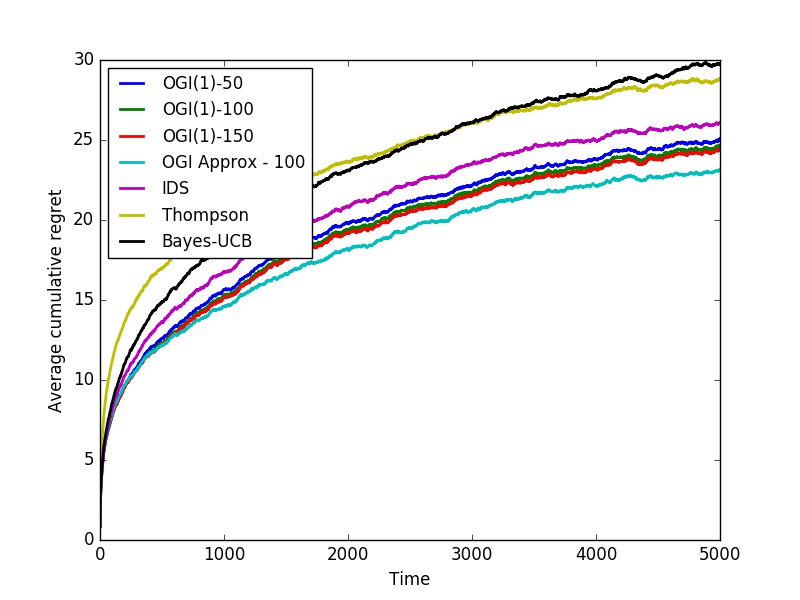 30
25
20
15
10
5
0
Average cumulative regret
OGI(1)-50
OGI(1)-100
OGI(1)-150
OGI Approx - 100
IDS
Thompson
Bayes-UCB
0 1000 2000 3000 4000 5000
Time